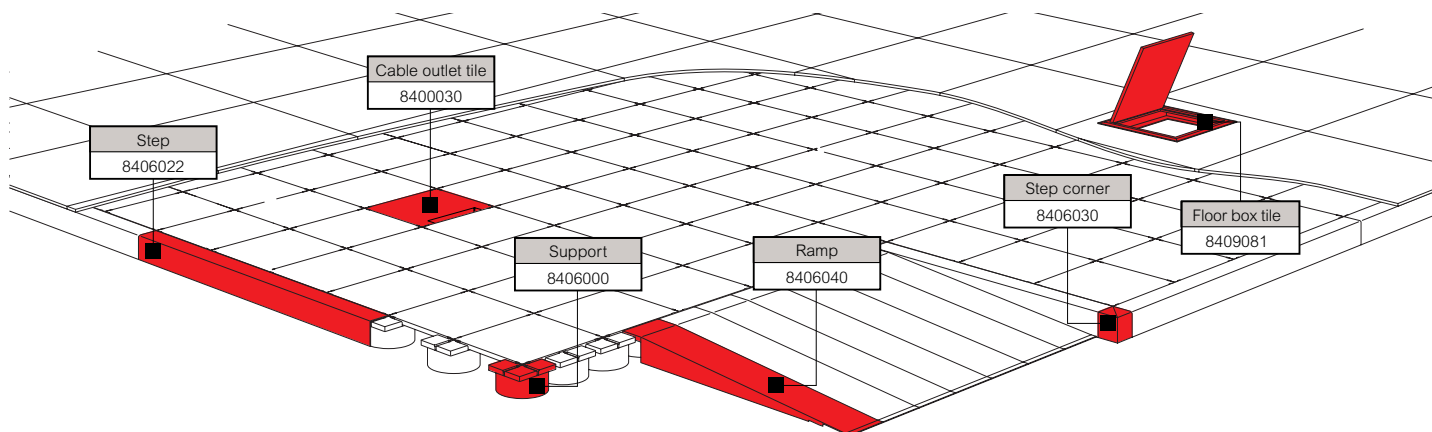 Cable outlet tile
8400030
Step
8406022
Step corner
8406030
Floor box tile
8409081
Support
8406000
Ramp
8406040